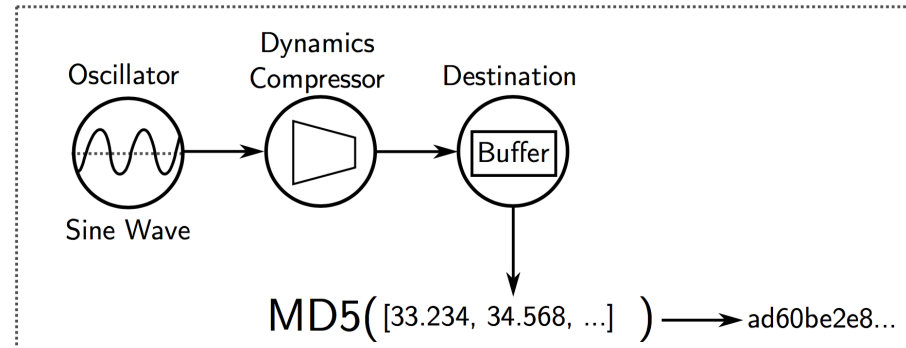 Oscillator
Dynamics
Compressor
Destination
Buffer
Sine Wave
MD5([33.234, 34.568, ...] )
ad60be2e8...